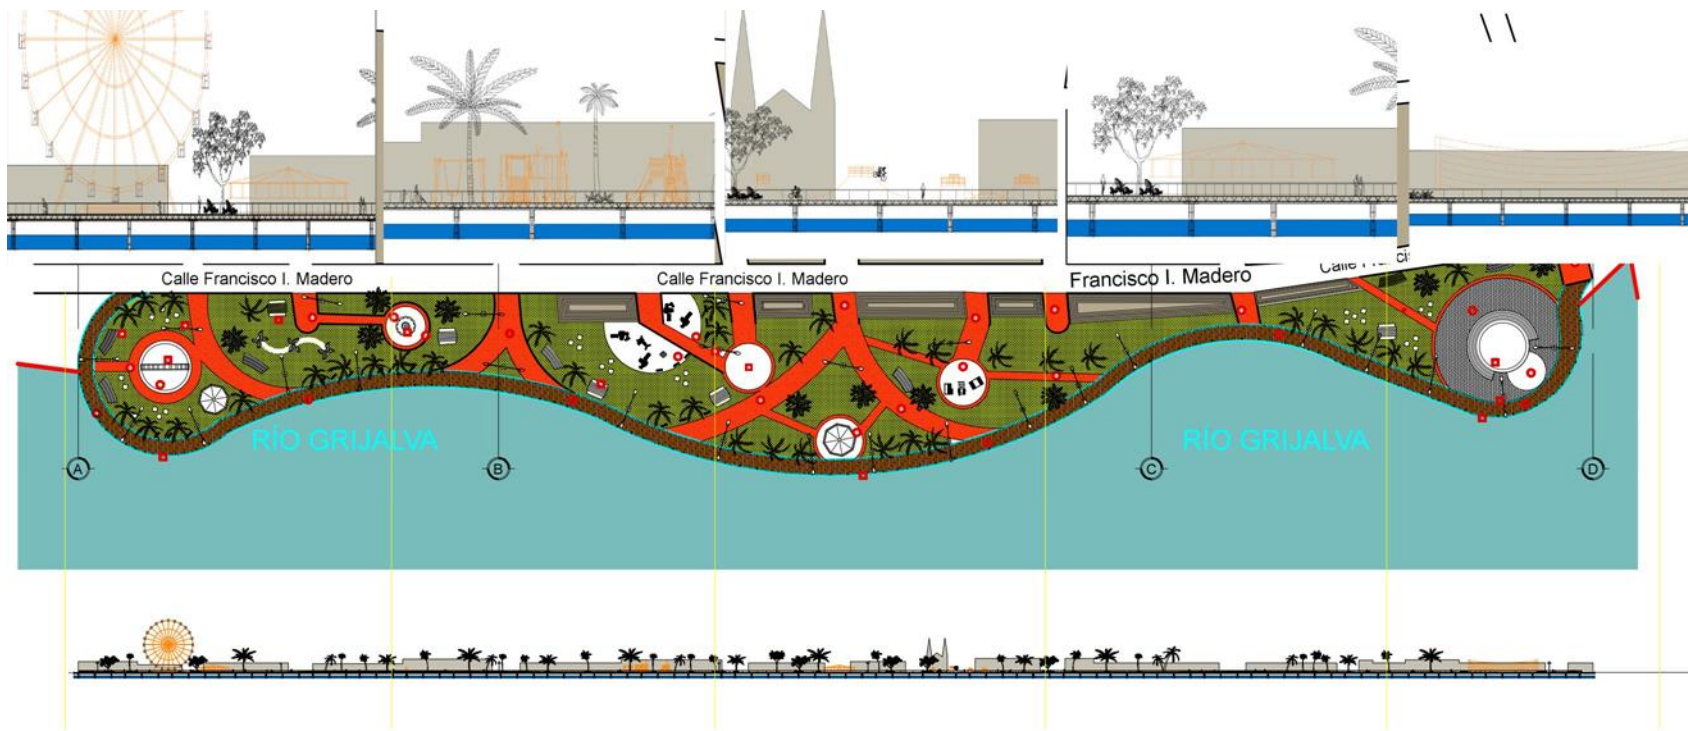 Calle Francisco I. Madero
Calle Francisco I. Madero
Francisco I. Madero
RÍO GRIJALVA
RÍO GRIJALVA
A
B
C
D